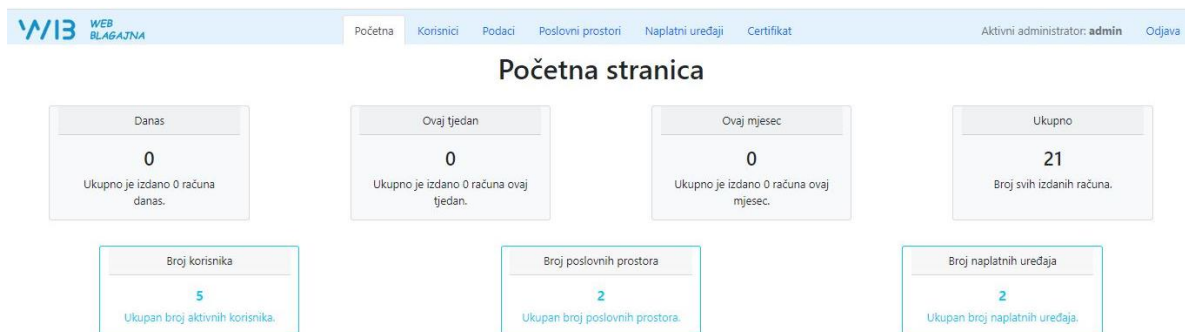 WEB
BLAGAJNA
Početna Korisnici Podaci Poslovni prostori Naplatni uređaji Certifikat Aktivni administrator: admin Odjava
Početna stranica
Danas
0
Ukupno je izdano 0 računa
danas.
Ovaj tjedan
0
Ukupno je izdano 0 računa ovaj
tjedan.
Ovaj mjesec
0
Ukupno je izdano 0 računa ovaj
mjesec.
Ukupno
21
Broj svih izdanih računa.
Broj korisnika
5
Ukupan broj aktivnih korisnika.
Broj poslovnih prostora
2
Ukupan broj poslovnih prostora.
Broj naplatnih uređaja
2
Ukupan broj naplatnih uređaja.